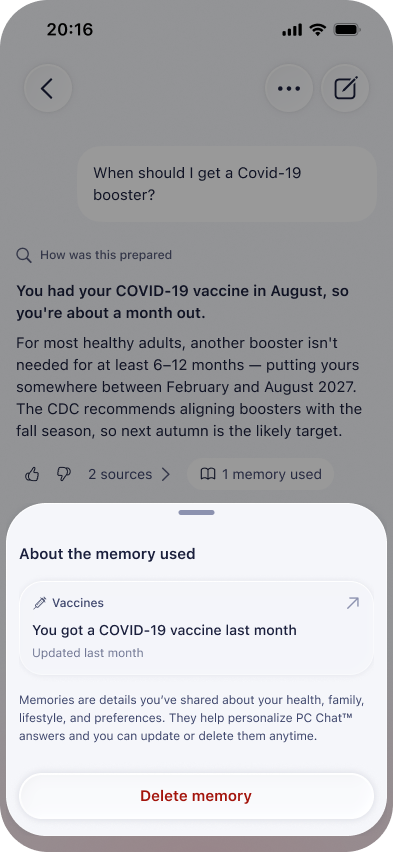 20:16
When should I get a Covid-19
booster?
How was this prepared
You had your COVID-19 vaccine in August, so
you're about a month out.
For most healthy adults, another booster isn't
needed for at least 6–12 months — putting yours
somewhere between February and August 2027.
The CDC recommends aligning boosters with the
fall season, so next autumn is the likely target.
2 sources
1 memory used
About the memory used
Vaccines
You got a COVID-19 vaccine last month
Updated last month
Memories are details you’ve shared about your health, family,
lifestyle, and preferences. They help personalize PC Chat™
answers and you can update or delete them anytime.
Delete memory